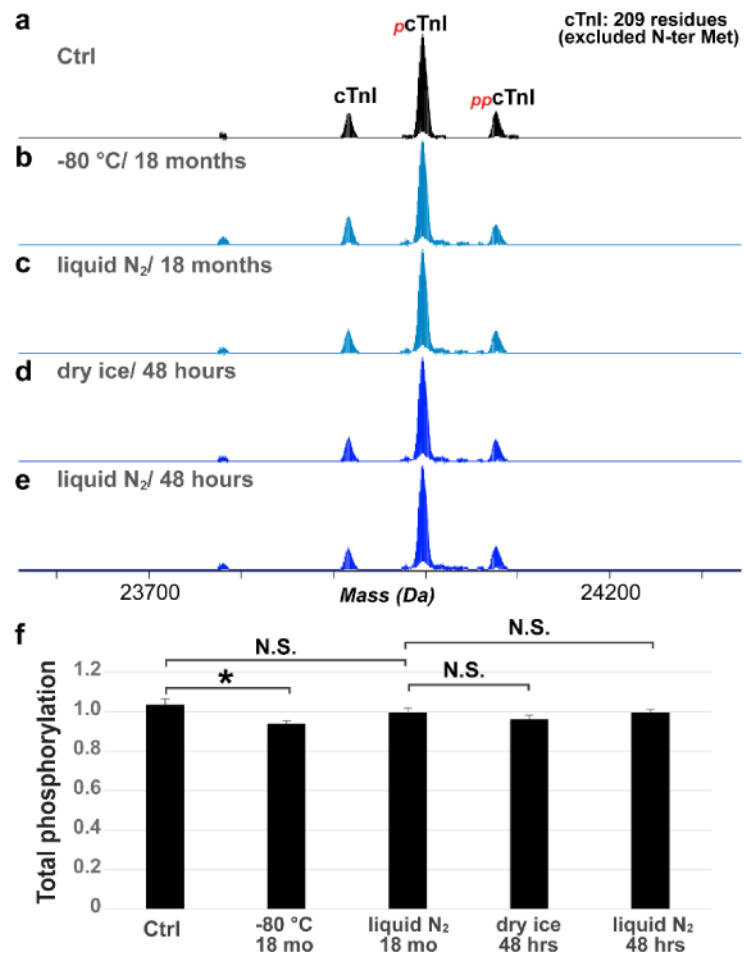 a
Ctrl
cTnI
pcTnI
ppcTnI
cTnI: 209 residues
(excluded N-ter Met)
b
-80 °C/ 18 months
c
liquid N₂/ 18 months
d
dry ice/ 48 hours
e
liquid N₂/ 48 hours
23700
Mass (Da)
24200
f
N.S.
N.S.
*
N.S.
Total phosphorylation
1.2
1.0
0.8
0.6
0.4
0.2
0
Ctrl
-80 °C
18 mo
liquid N₂
18 mo
dry ice
48 hrs
liquid N₂
48 hrs